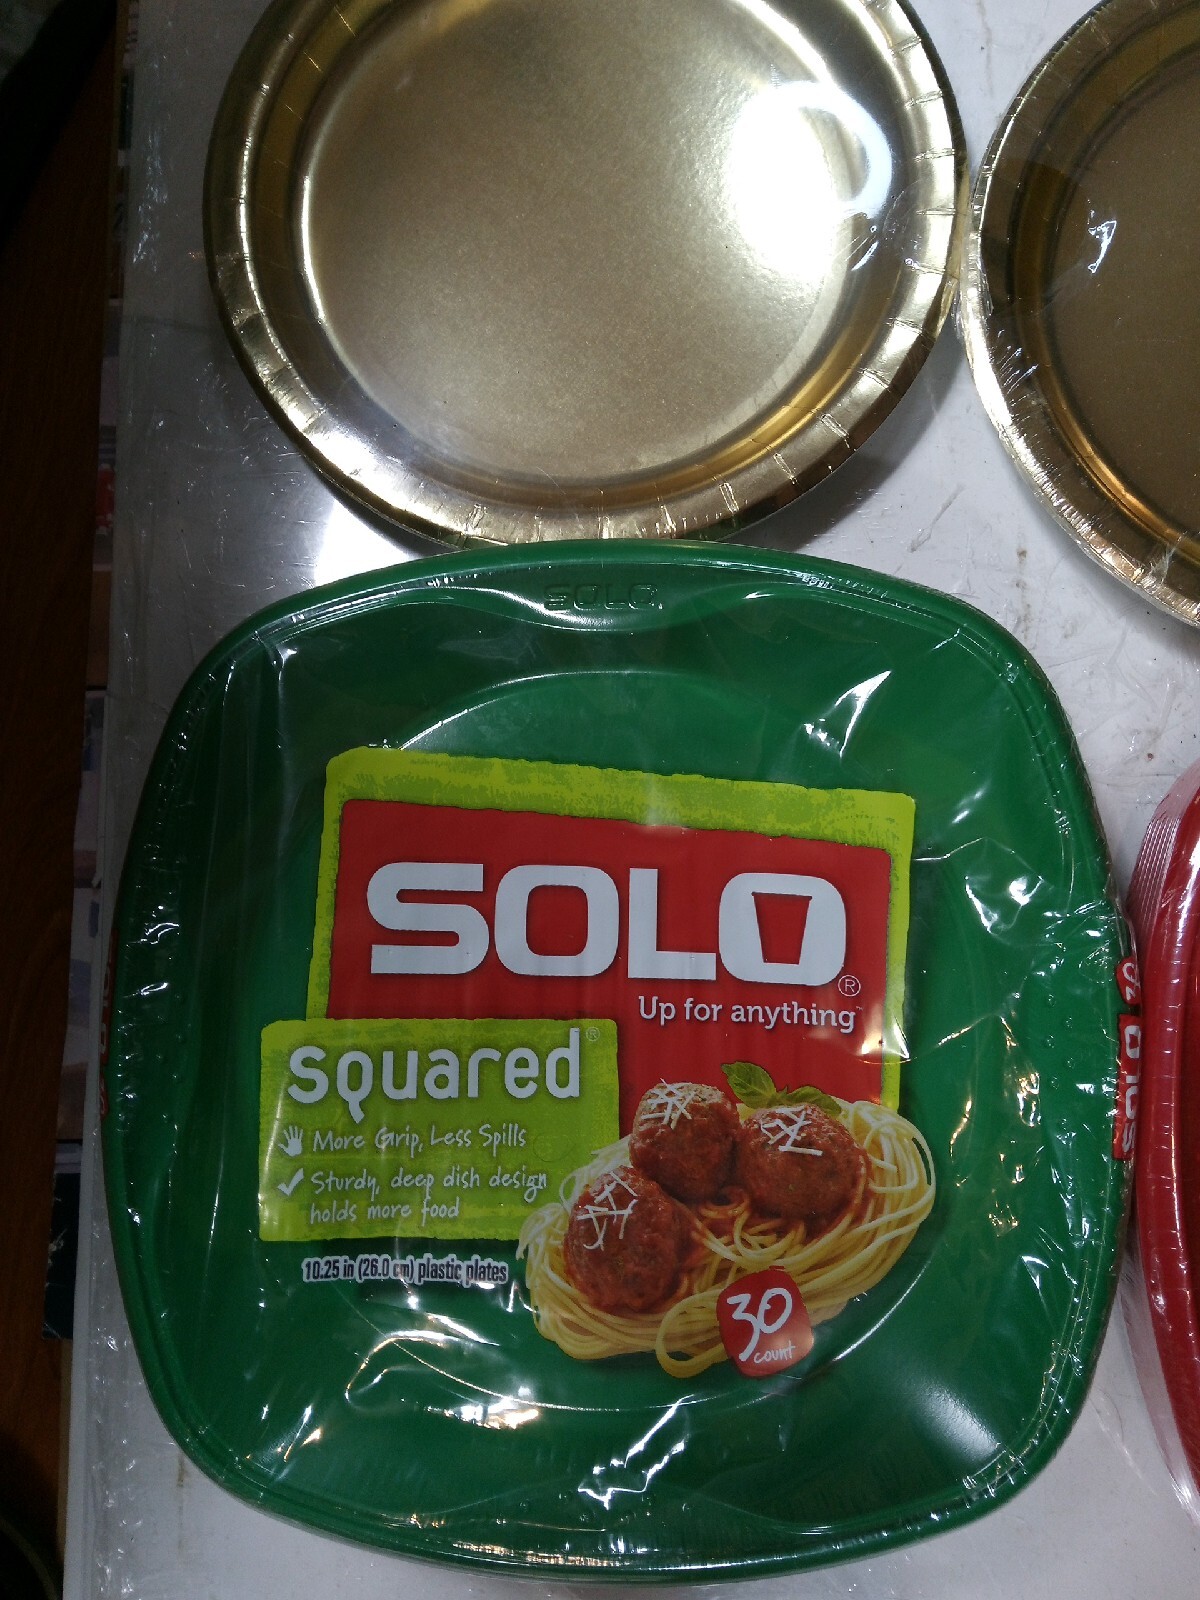 SOLO
SOLO®
Up for anything™
squared®
More Grip, Less Spills
Sturdy, deep dish design
holds more food
10.25 in (26.0 cm) plastic plates
30
count
SOLO